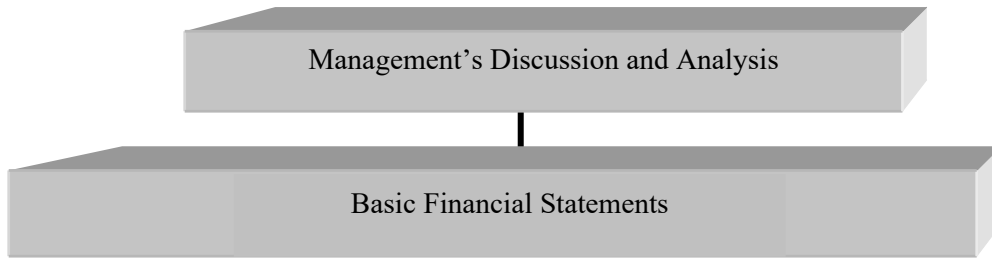 Management’s Discussion and Analysis
Basic Financial Statements